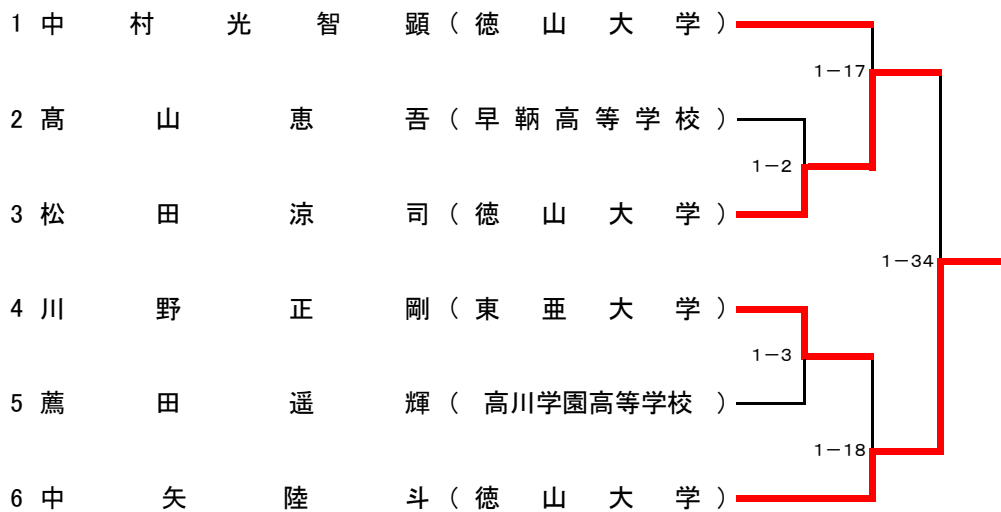 1 中村光智顕(徳山大学)
1-17
2 髙山恵吾(早鞆高等学校)
1-2
3 松田涼司(徳山大学)
1-34
4 川野正剛(東亜大学)
1-3
5 薦田遥輝(高川学園高等学校)
1-18
6 中矢陸斗(徳山大学)